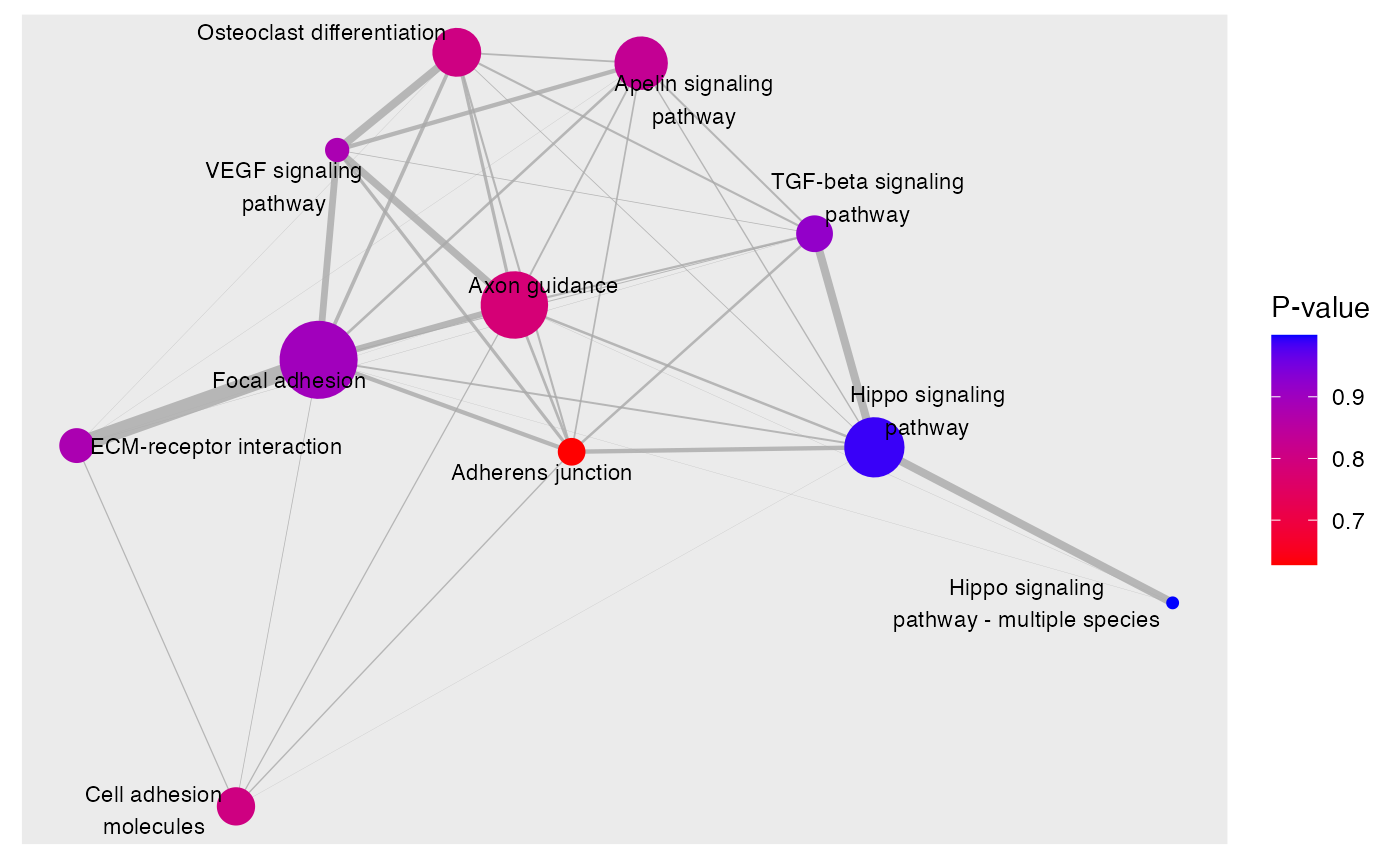 Osteoclast differentiation
Apelin signaling
pathway
VEGF signaling
pathway
TGF-beta signaling
pathway
Axon guidance
Focal adhesion
Hippo signaling
pathway
ECM-receptor interaction
Adherens junction
Hippo signaling
pathway - multiple species
Cell adhesion
molecules
P-value
0.9
0.8
0.7